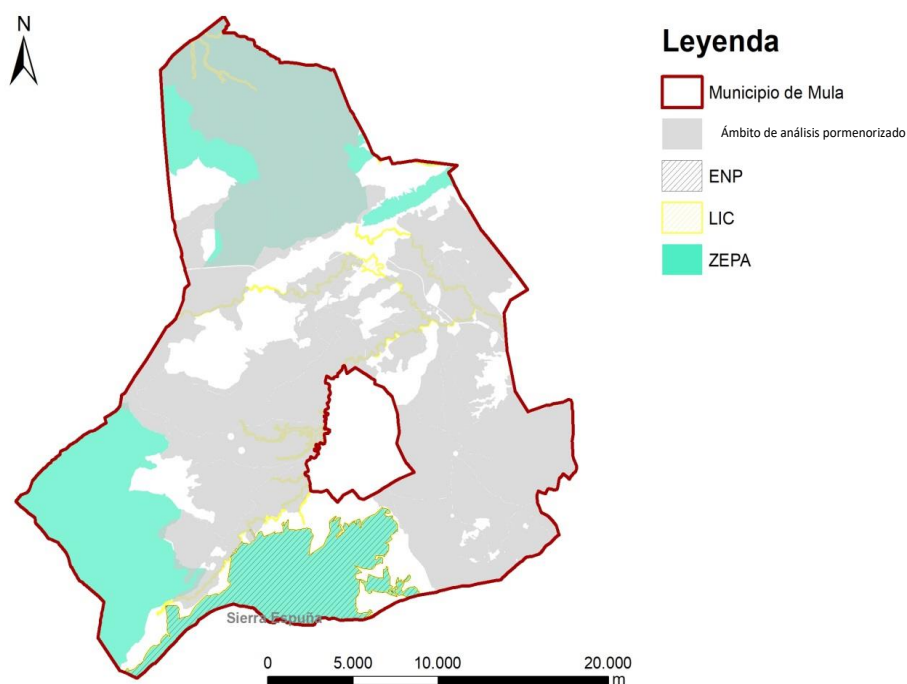 N
Leyenda
Municipio de Mula
Ámbito de análisis pormenorizado
ENP
LIC
ZEPA
Sierra Espuña
0 5.000 10.000 20.000
m